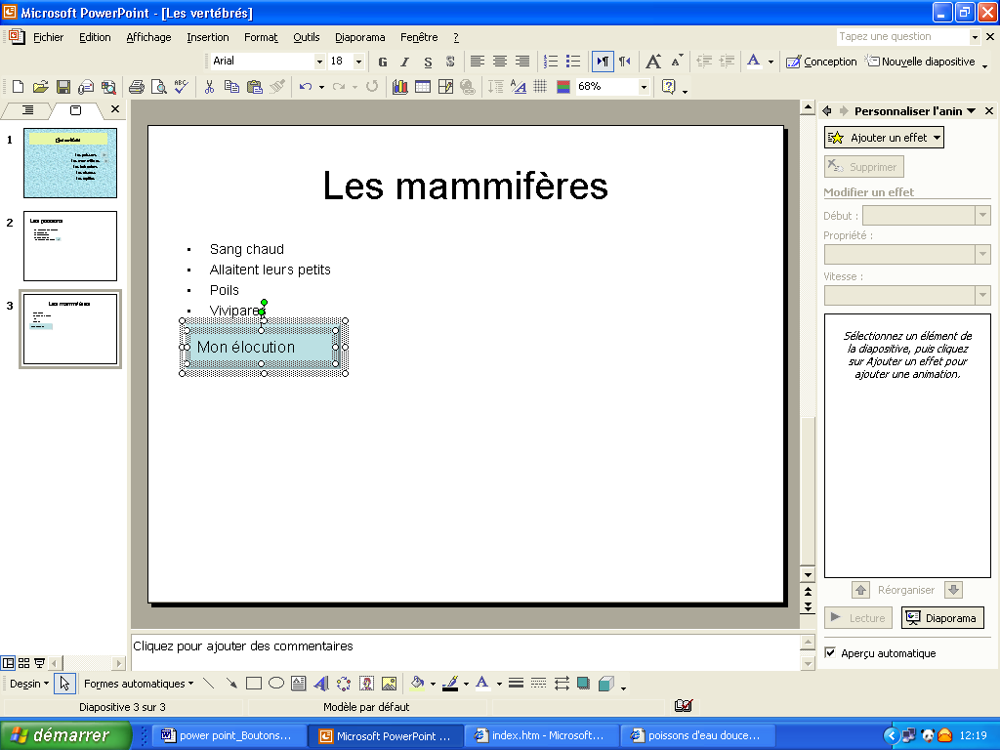 Microsoft PowerPoint - [Les vertébrés]
Fichier Edition Affichage Insertion Format Outils Diaporama Fenêtre ? Tapez une question
Arial 18 G I S S A A A Conception Nouvelle diapositive
68%
Personnaliser l'anin
Ajouter un effet
Supprimer
Modifier un effet
Début :
Propriété :
Vitesse :
Sélectionnez un élément de
la diapositive, puis cliquez
sur Ajouter un effet pour
ajouter une animation.
Réorganiser
Lecture Diaporama
Aperçu automatique
1
2
Les poissons
3
Les mammifères
Les mammifères
• Sang chaud
• Allaitent leurs petits
• Poils
• Vivipares
Mon élocution
Cliquez pour ajouter des commentaires
Dessin Formes automatiques
Diapositive 3 sur 3 Modèle par défaut
démarrer power point_Boutons... Microsoft PowerPoint ... index.htm - Microsoft... poissons d'eau douce... 12:19